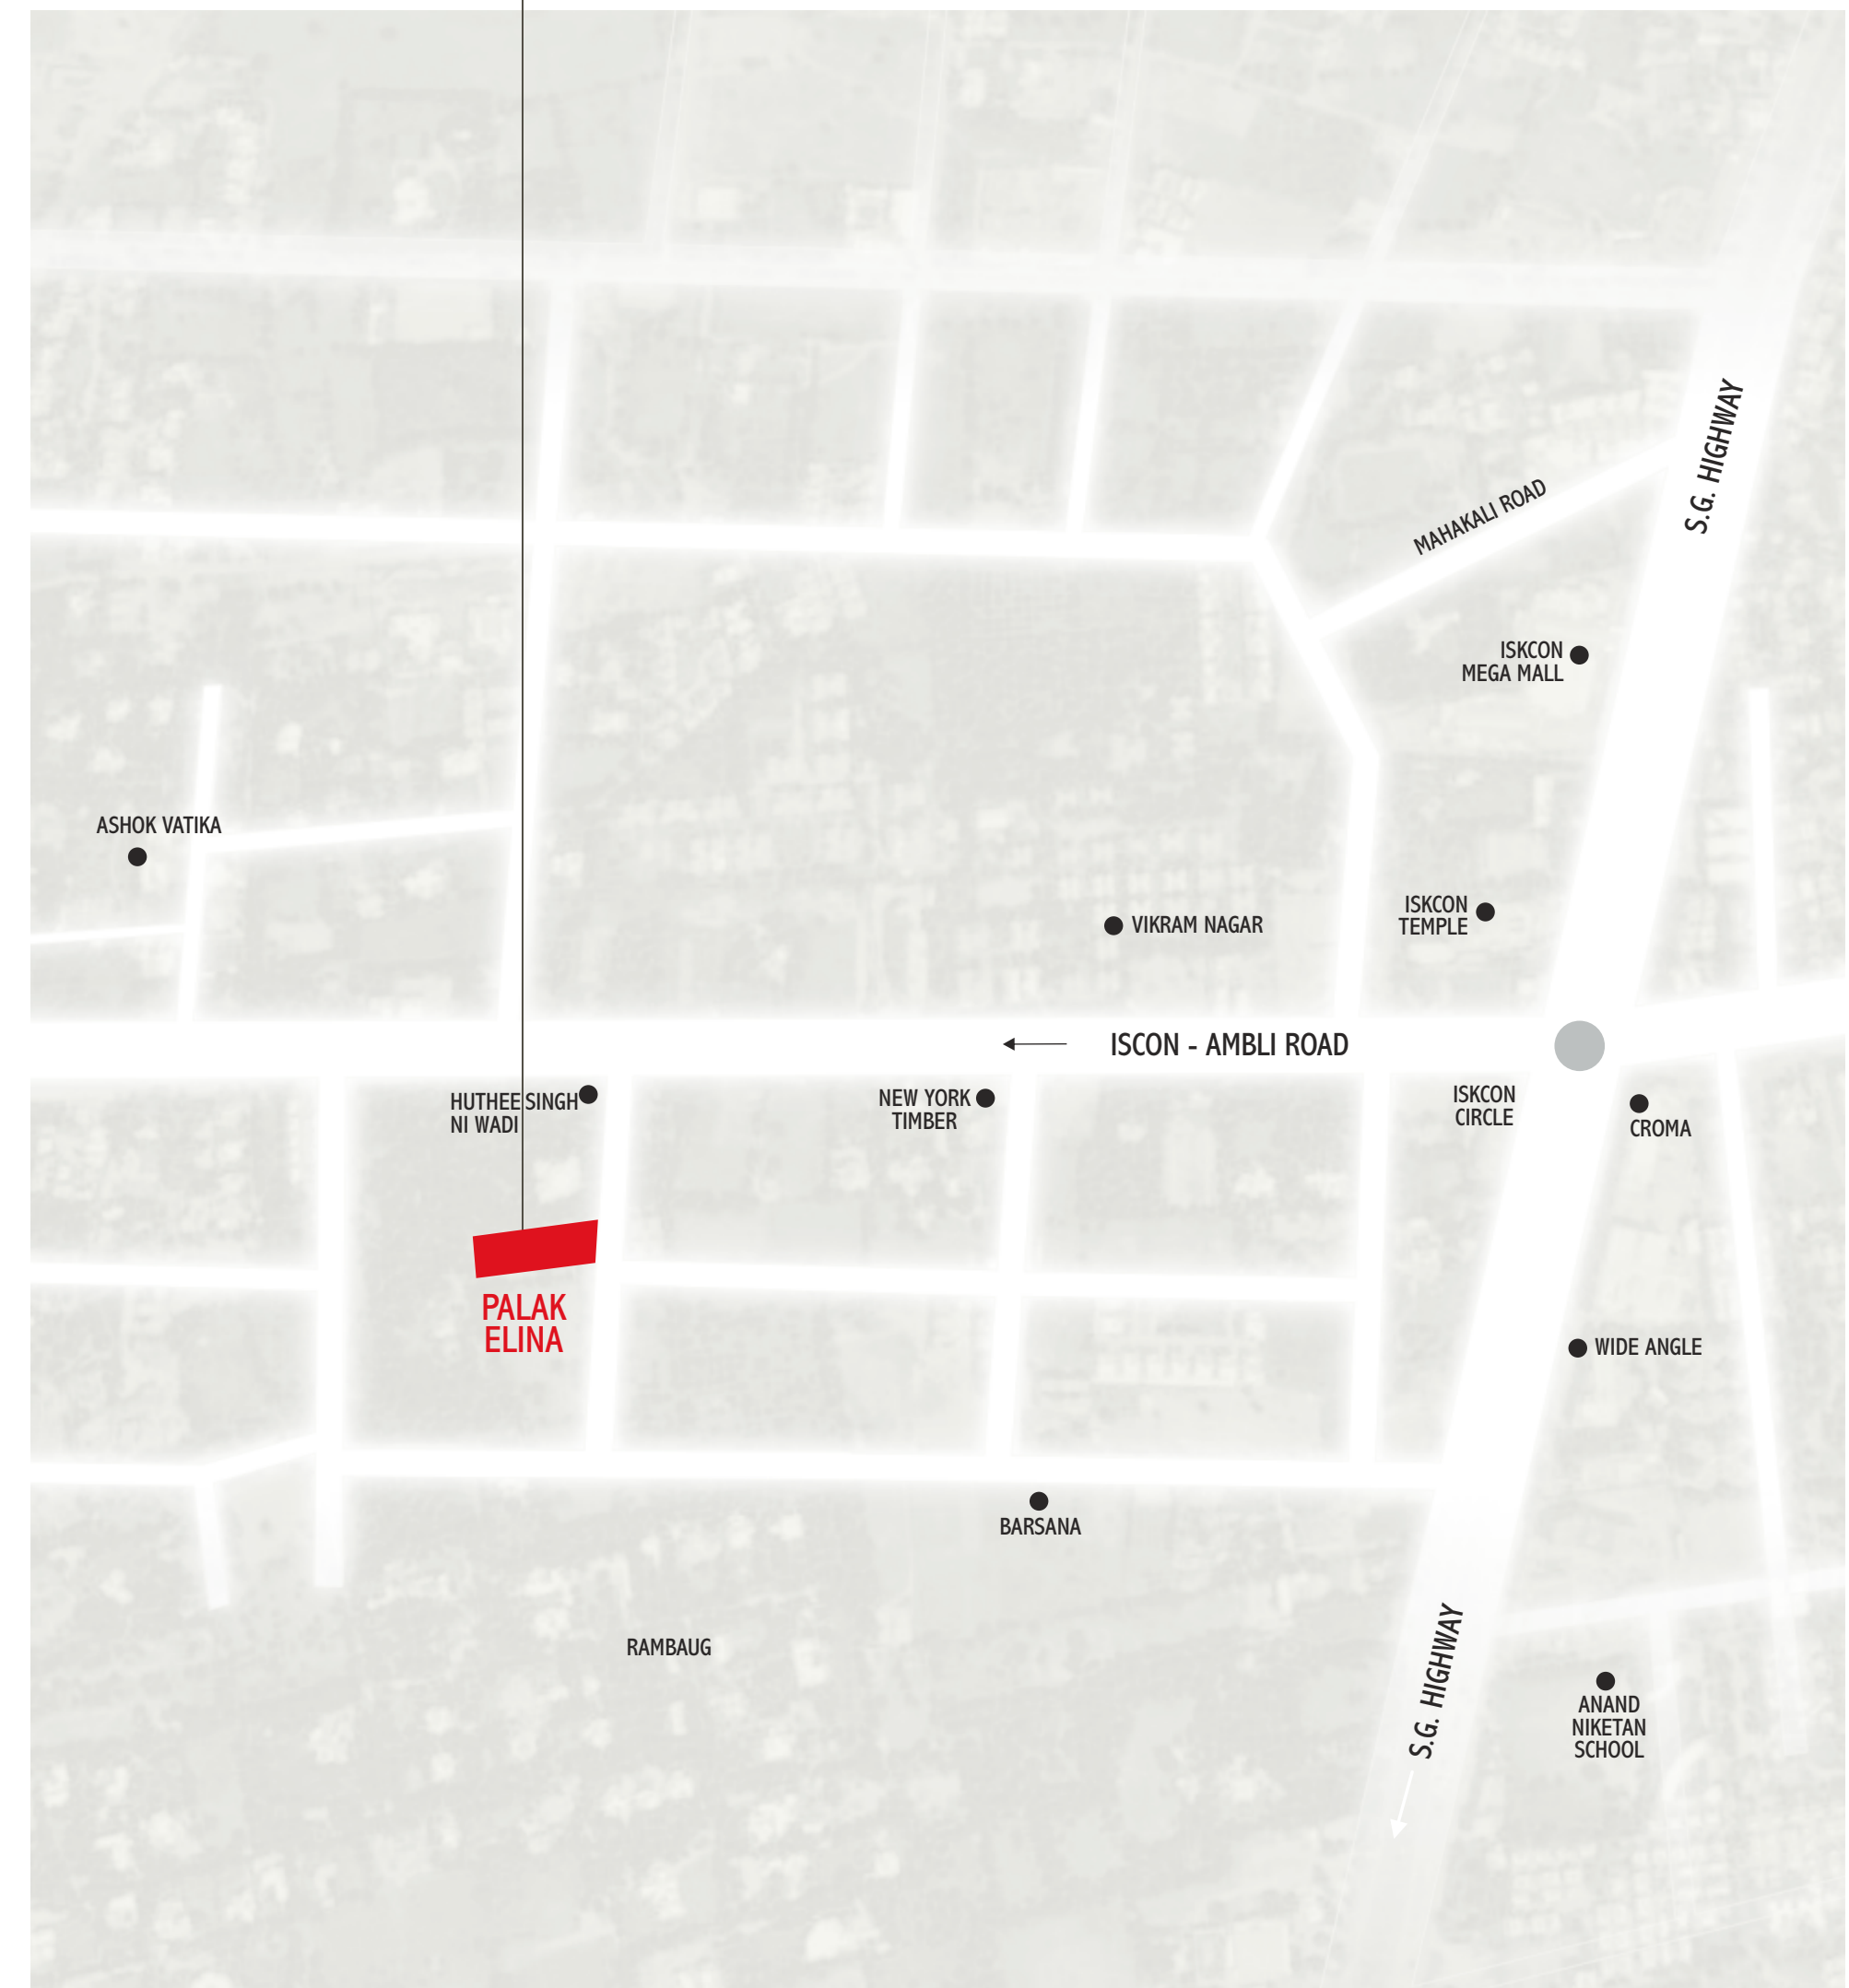 S.G. HIGHWAY
MAHAKALI ROAD
ISKCON
MEGA MALL
ASHOK VATIKA
ISKCON
TEMPLE
VIKRAM NAGAR
ISCON - AMBLI ROAD
HUTHEE SINGH
NI WADI
NEW YORK
TIMBER
ISKCON
CIRCLE
CROMA
PALAK
ELINA
WIDE ANGLE
BARSANA
RAMBAUG
S.G. HIGHWAY
ANAND
NIKETAN
SCHOOL